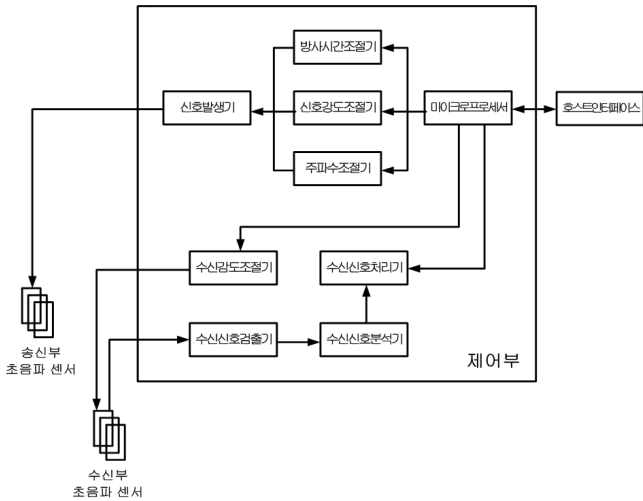 방사시간조절기
신호발생기
신호강도조절기
마이크로프로세서
호스트인터페이스
주파수조절기
수신감도조절기
수신신호처리기
수신신호검출기
수신신호분석기
제어부
송신부
초음파 센서
수신부
초음파 센서